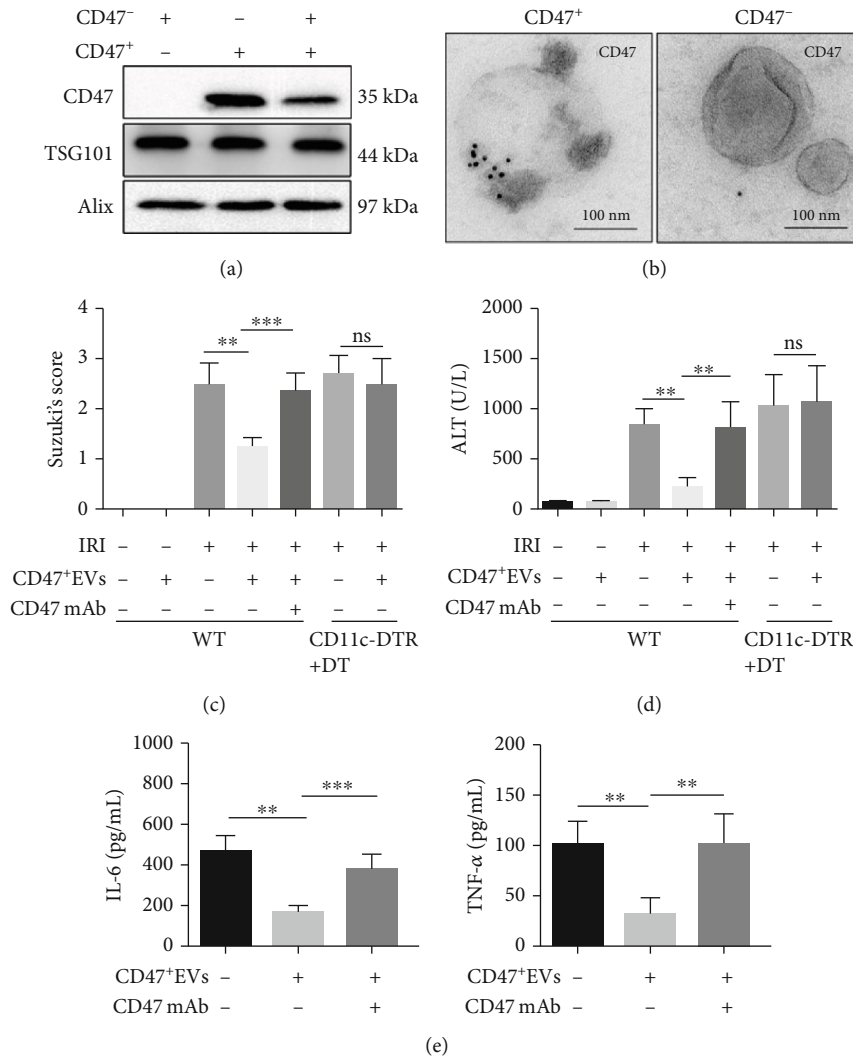 CD47⁻ + – +
CD47⁺ – + +
CD47 35 kDa
TSG101 44 kDa
Alix 97 kDa
(a)
CD47⁺ CD47⁻
CD47 CD47
100 nm 100 nm
(b)
Suzuki's score
4
3
2
1
0
** *** ns
IRI – – + + + + +
CD47⁺EVs – + – + + – +
CD47 mAb – – – – + – –
WT CD11c-DTR
+DT
(c)
ALT (U/L)
2000
1500
1000
500
0
** ** ns
IRI – – + + + + +
CD47⁺EVs – + – + + – +
CD47 mAb – – – – + – –
WT CD11c-DTR
+DT
(d)
IL-6 (pg/mL)
1000
800
600
400
200
0
** ***
CD47⁺EVs – + +
CD47 mAb – – +
TNF-α (pg/mL)
200
150
100
50
0
** **
CD47⁺EVs – + +
CD47 mAb – – +
(e)